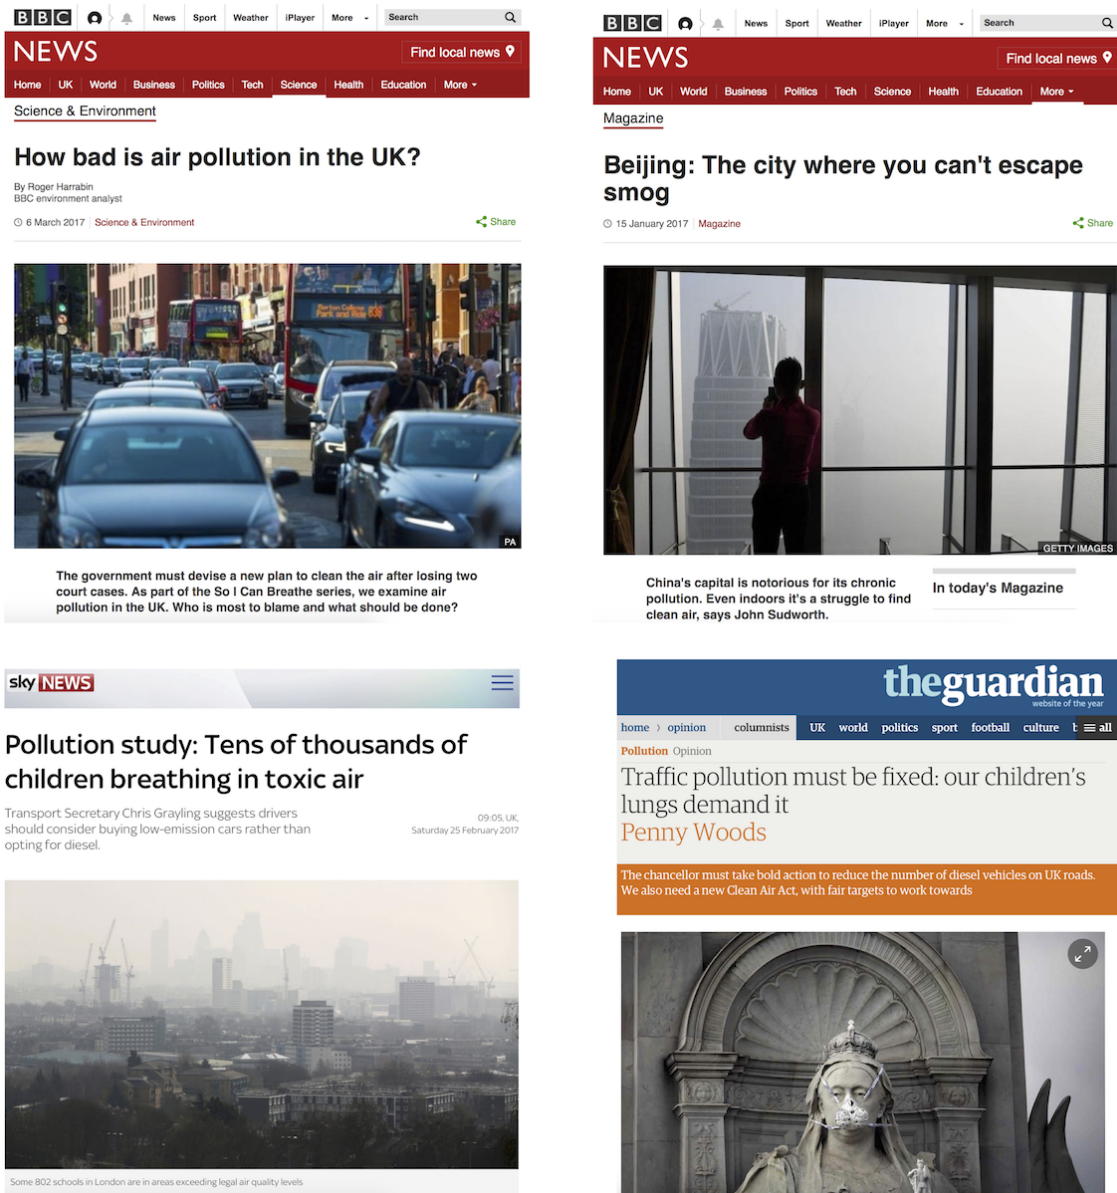 BBC
News Sport Weather iPlayer More Search
NEWS
Find local news
Home UK World Business Politics Tech Science Health Education More
Science & Environment
How bad is air pollution in the UK?
By Roger Harrabin
BBC environment analyst
6 March 2017 Science & Environment
Share
Park and Ride
PA
The government must devise a new plan to clean the air after losing two
court cases. As part of the So I Can Breathe series, we examine air
pollution in the UK. Who is most to blame and what should be done?
BBC
News Sport Weather iPlayer More Search
NEWS
Find local news
Home UK World Business Politics Tech Science Health Education More
Magazine
Beijing: The city where you can't escape
smog
15 January 2017 Magazine
Share
GETTY IMAGES
China's capital is notorious for its chronic
pollution. Even indoors it's a struggle to find
clean air, says John Sudworth.
In today's Magazine
sky NEWS
Pollution study: Tens of thousands of
children breathing in toxic air
Transport Secretary Chris Grayling suggests drivers
should consider buying low-emission cars rather than
opting for diesel.
09:05, UK,
Saturday 25 February 2017
Some 802 schools in London are in areas exceeding legal air quality levels
theguardian
website of the year
home › opinion columnists UK world politics sport football culture b all
Pollution Opinion
Traffic pollution must be fixed: our children's
lungs demand it
Penny Woods
The chancellor must take bold action to reduce the number of diesel vehicles on UK roads.
We also need a new Clean Air Act, with fair targets to work towards